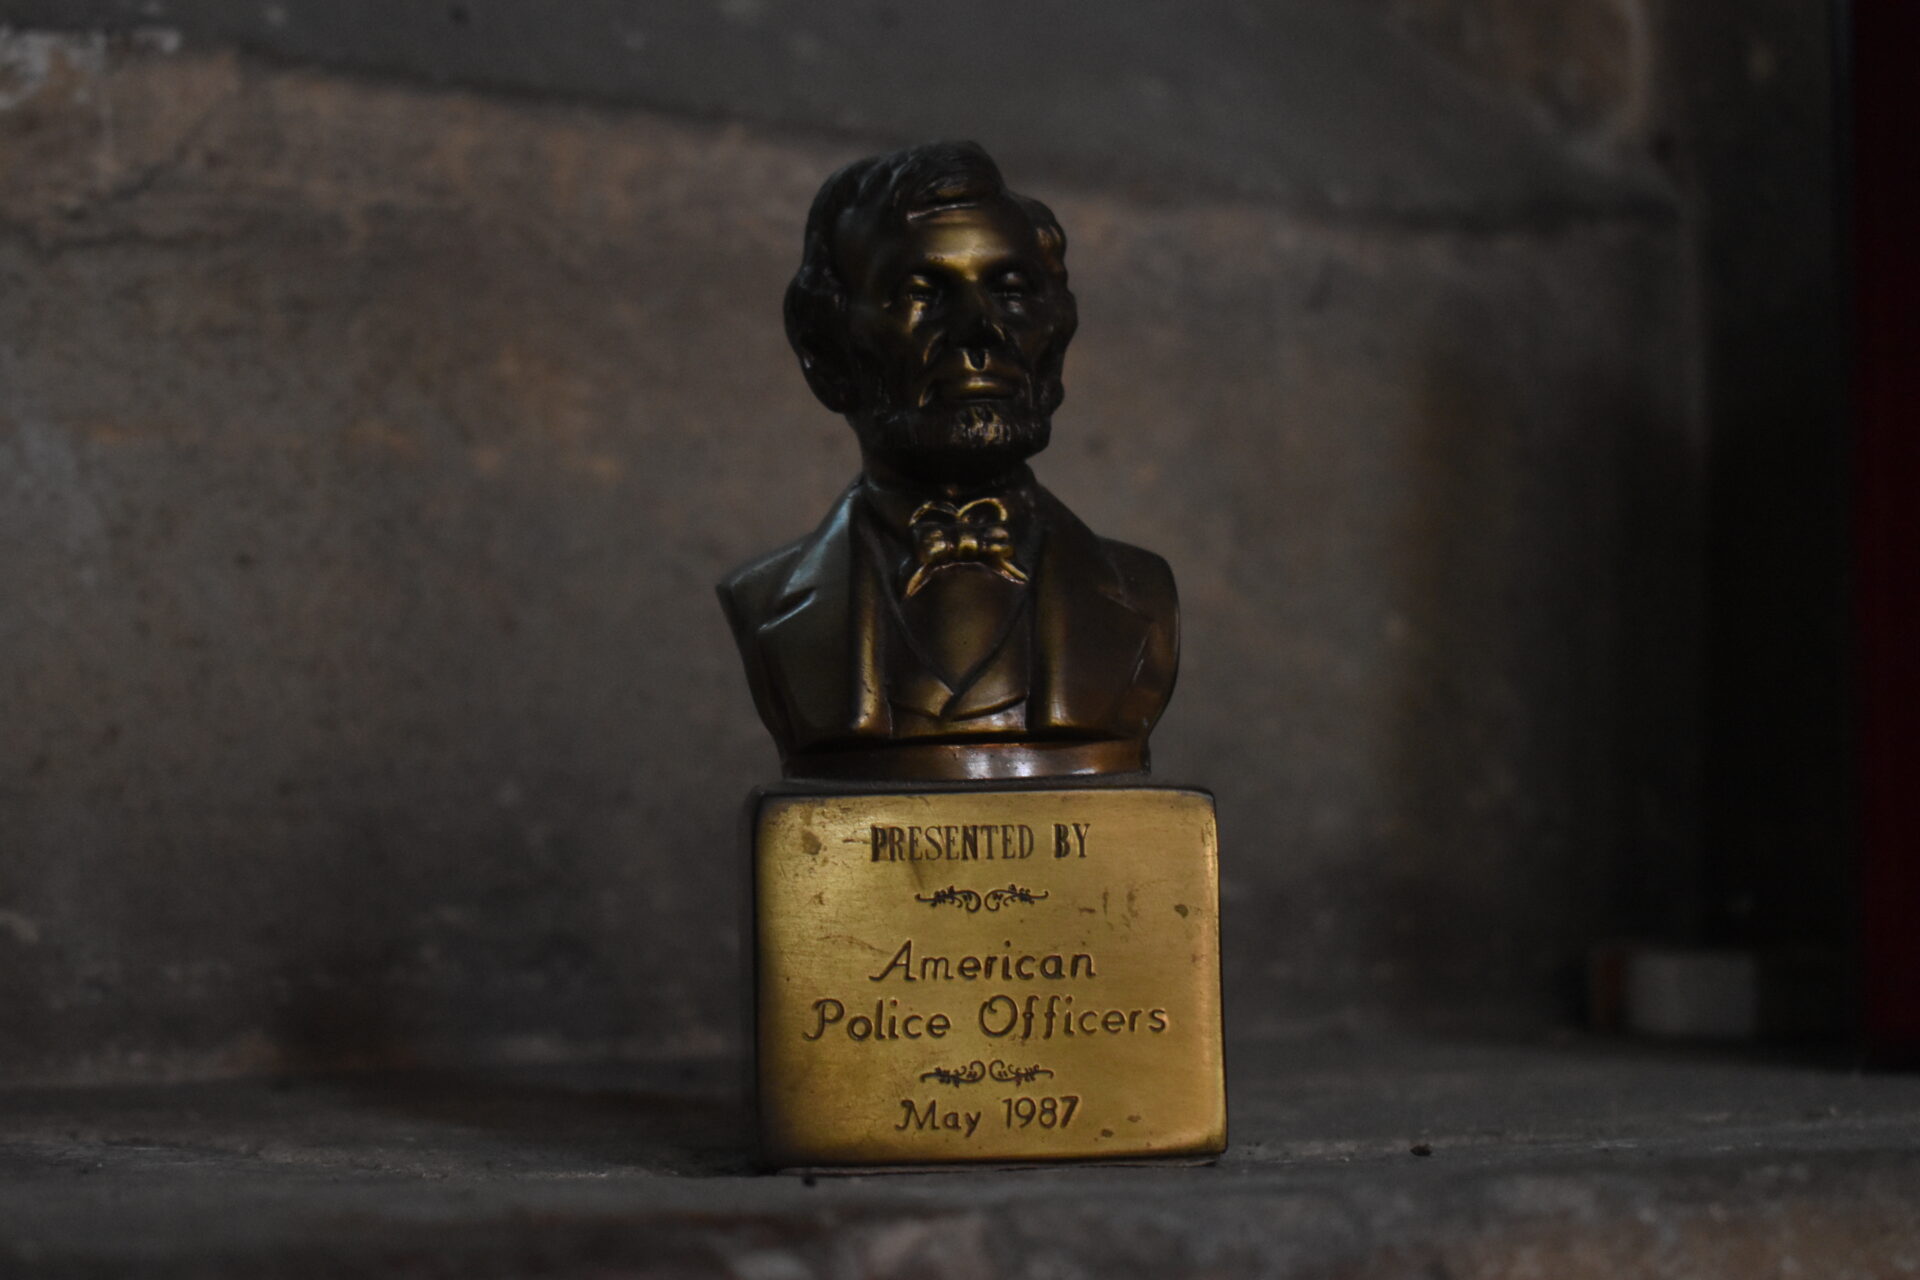 PRESENTED BY
American
Police Officers
May 1987